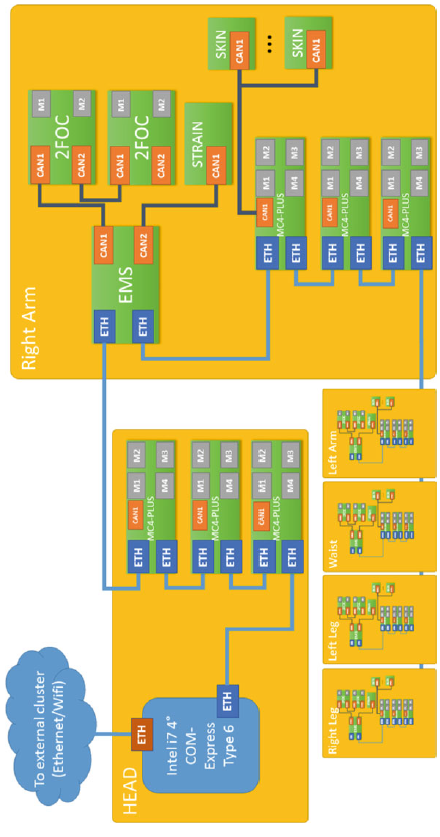 To external cluster
(Ethernet/Wifi)
HEAD
ETH
Intel i7 4°
COM-
Express
Type 6
ETH
MC4-PLUS
CAN1
M1
M2
M4
M3
ETH
ETH
MC4-PLUS
CAN1
M1
M2
M4
M3
ETH
ETH
MC4-PLUS
CAN1
M1
M2
M4
M3
ETH
ETH
Right Arm
EMS
ETH
CAN1
ETH
CAN2
2FOC
CAN1
M1
CAN2
M2
2FOC
CAN1
M1
CAN2
M2
STRAIN
CAN1
SKIN
CAN1
...
SKIN
CAN1
MC4-PLUS
CAN1
M1
M2
M4
M3
ETH
ETH
MC4-PLUS
M1
M2
M4
M3
ETH
ETH
MC4-PLUS
CAN1
M1
M2
M4
M3
ETH
ETH
Right Leg
Left Leg
Waist
Left Arm